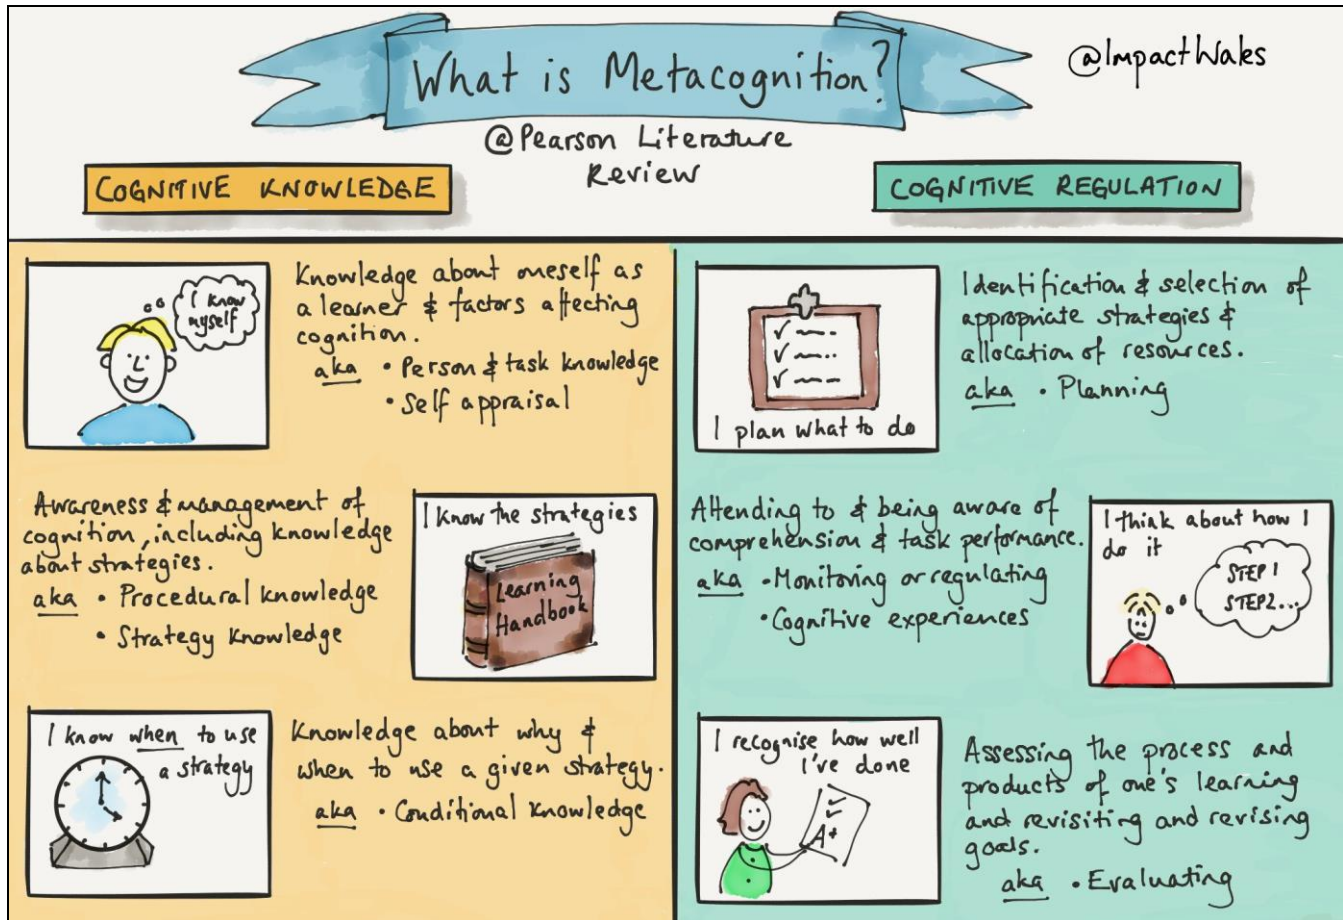 What is Metacognition?
@ImpactWales
@Pearson Literature
Review
COGNITIVE KNOWLEDGE
COGNITIVE REGULATION
I know
myself
Knowledge about oneself as
a learner & factors affecting
cognition.
aka • Person & task knowledge
• Self appraisal
Awareness & management of
cognition, including knowledge
about strategies.
aka • Procedural knowledge
• Strategy knowledge
I know the strategies
Learning
Handbook
I know when to use
a strategy
Knowledge about why &
when to use a given strategy.
aka • Conditional knowledge
I plan what to do
Identification & selection of
appropriate strategies &
allocation of resources.
aka • Planning
Attending to & being aware of
comprehension & task performance.
aka • Monitoring or regulating
• Cognitive experiences
I think about how I
do it
STEP 1
STEP2...
I recognise how well
I've done
A+
Assessing the process and
products of one's learning
and revisiting and revising
goals.
aka • Evaluating